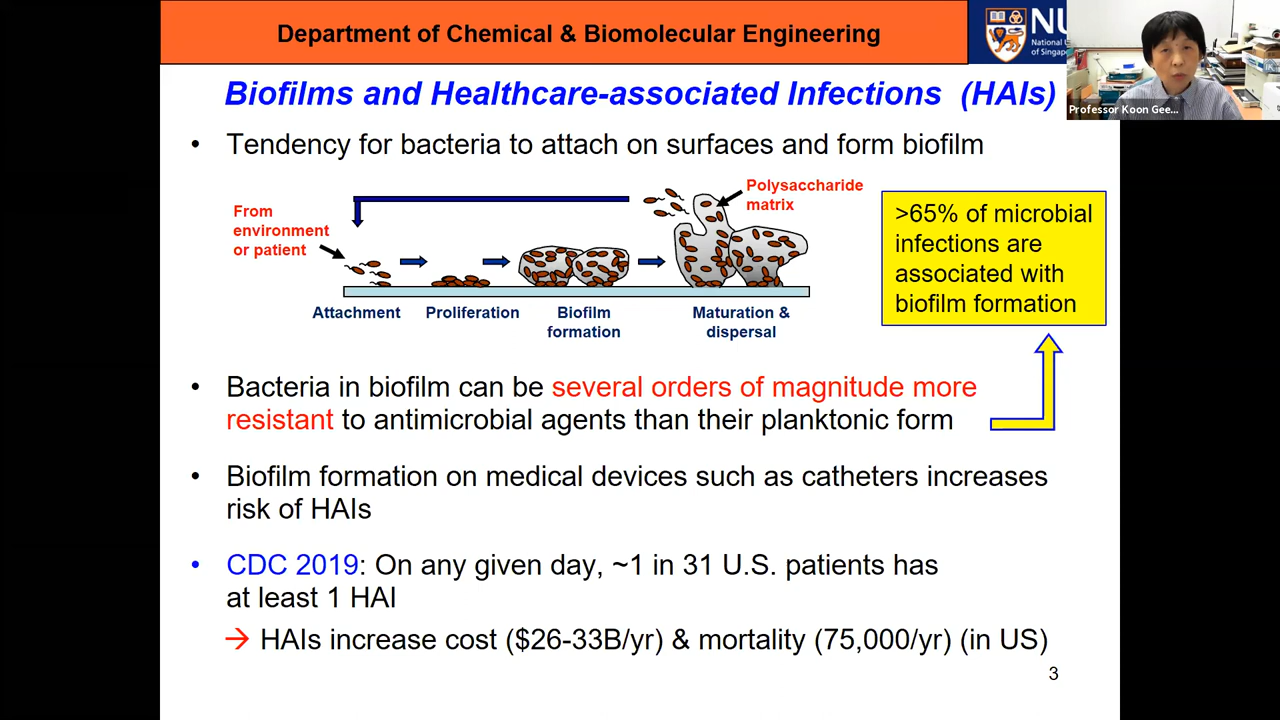 Department of Chemical & Biomolecular Engineering
NU
National U
of Singap
Professor Koon Gee...
Biofilms and Healthcare-associated Infections (HAIs)
• Tendency for bacteria to attach on surfaces and form biofilm
From
environment
or patient
Polysaccharide
matrix
Attachment
Proliferation
Biofilm
formation
Maturation &
dispersal
>65% of microbial
infections are
associated with
biofilm formation
• Bacteria in biofilm can be several orders of magnitude more
resistant to antimicrobial agents than their planktonic form
• Biofilm formation on medical devices such as catheters increases
risk of HAIs
• CDC 2019: On any given day, ~1 in 31 U.S. patients has
at least 1 HAI
→ HAIs increase cost ($26-33B/yr) & mortality (75,000/yr) (in US)
3